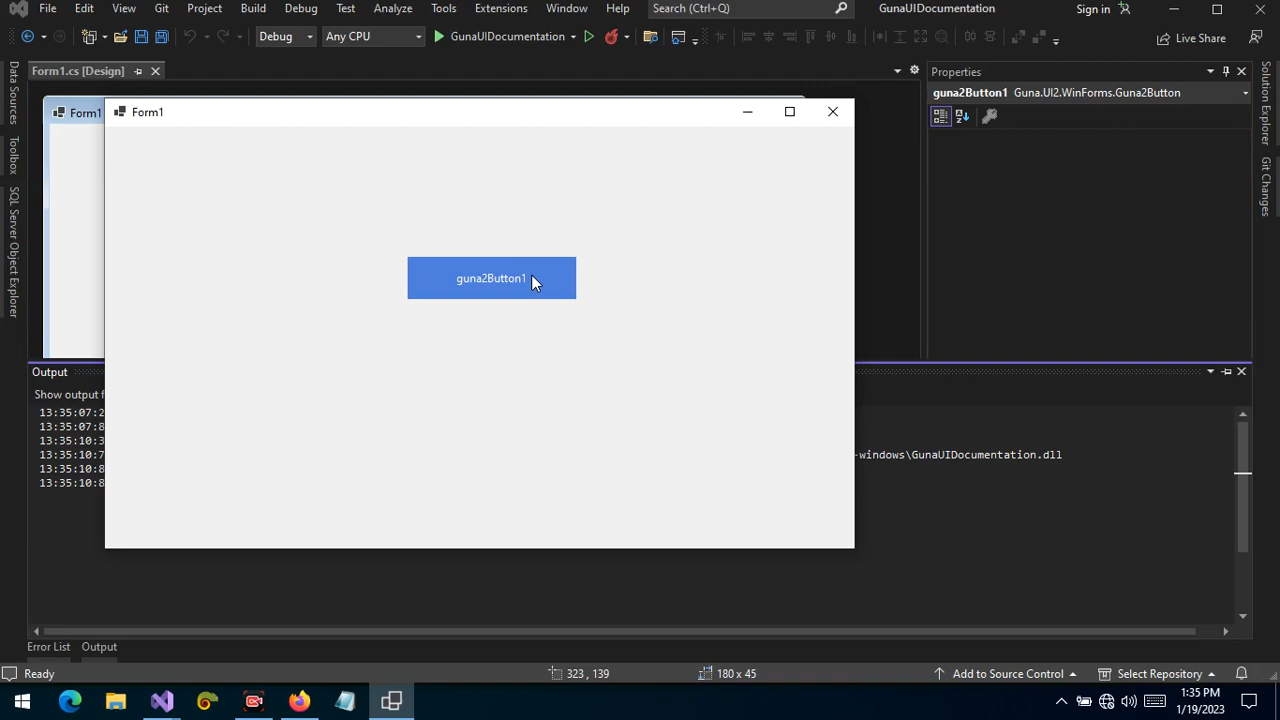 File Edit View Git Project Build Debug Test Analyze Tools Extensions Window Help Search (Ctrl+Q) GunaUIDocumentation Sign in
Debug Any CPU GunaUIDocumentation Live Share
Form1.cs [Design] Properties
guna2Button1 Guna.UI2.WinForms.Guna2Button
Form1
Form1
Data Sources
Toolbox
SQL Server Object Explorer
Solution Explorer
Git Changes
guna2Button1
Output
Show output f
13:35:07:2
13:35:07:8
13:35:10:3
13:35:10:7 -windows\GunaUIDocumentation.dll
13:35:10:8
13:35:10:8
Error List Output
Ready 323 , 139 180 x 45 Add to Source Control Select Repository
1:35 PM
1/19/2023